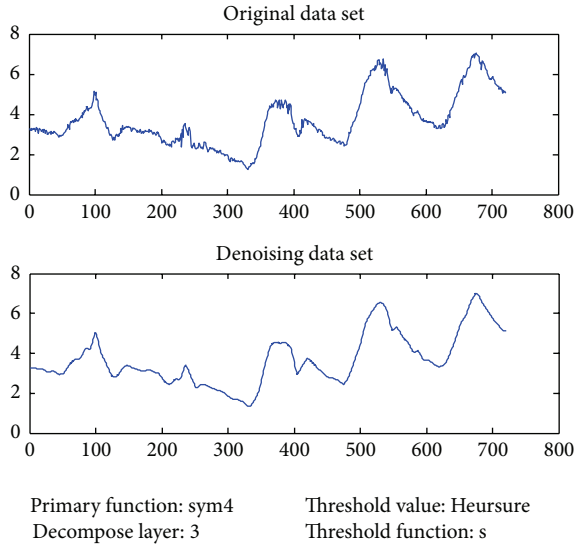 Original data set
8
6
4
2
0
0 100 200 300 400 500 600 700 800
Denoising data set
8
6
4
2
0
0 100 200 300 400 500 600 700 800
Primary function: sym4 Threshold value: Heursure
Decompose layer: 3 Threshold function: s